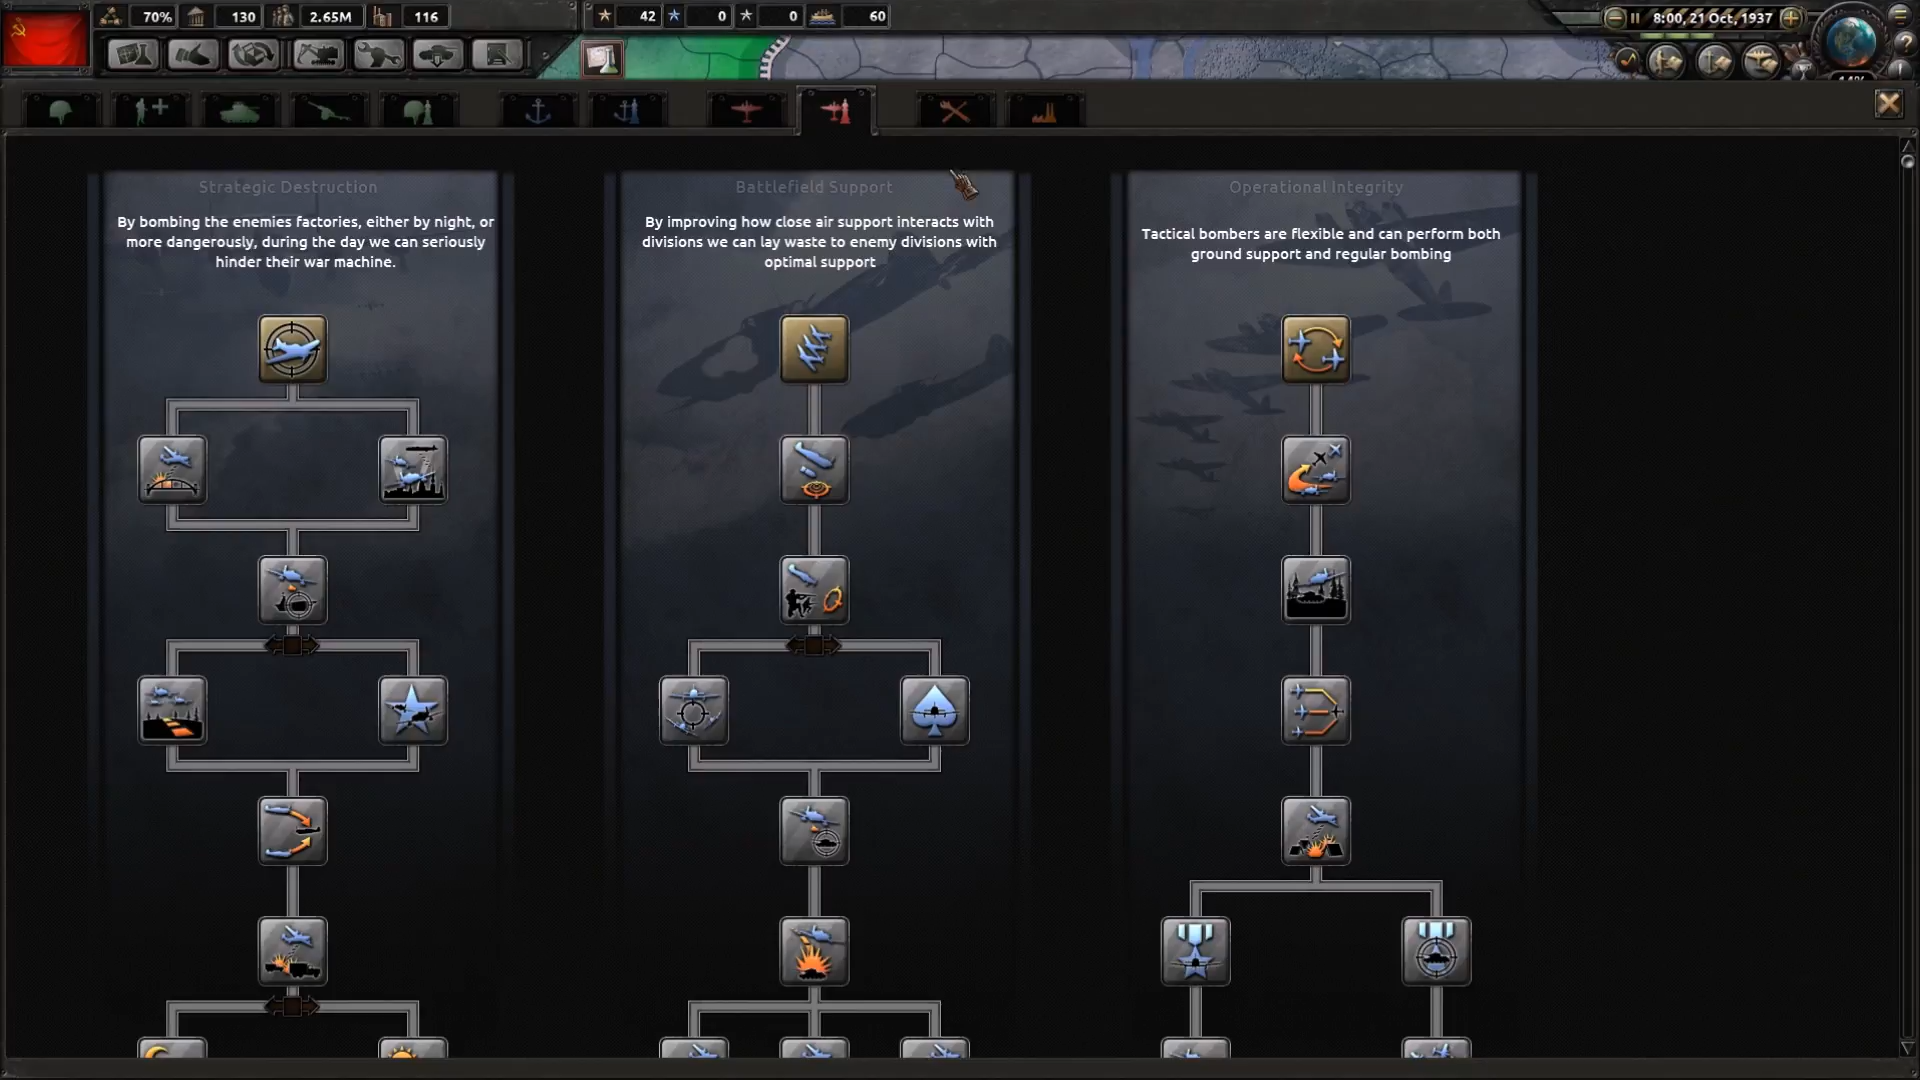 70% 130 2.65M 116 42 0 0 60 8:00, 21 Oct, 1937
14%
Strategic Destruction
By bombing the enemies factories, either by night, or
more dangerously, during the day we can seriously
hinder their war machine.
Battlefield Support
By improving how close air support interacts with
divisions we can lay waste to enemy divisions with
optimal support
Operational Integrity
Tactical bombers are flexible and can perform both
ground support and regular bombing